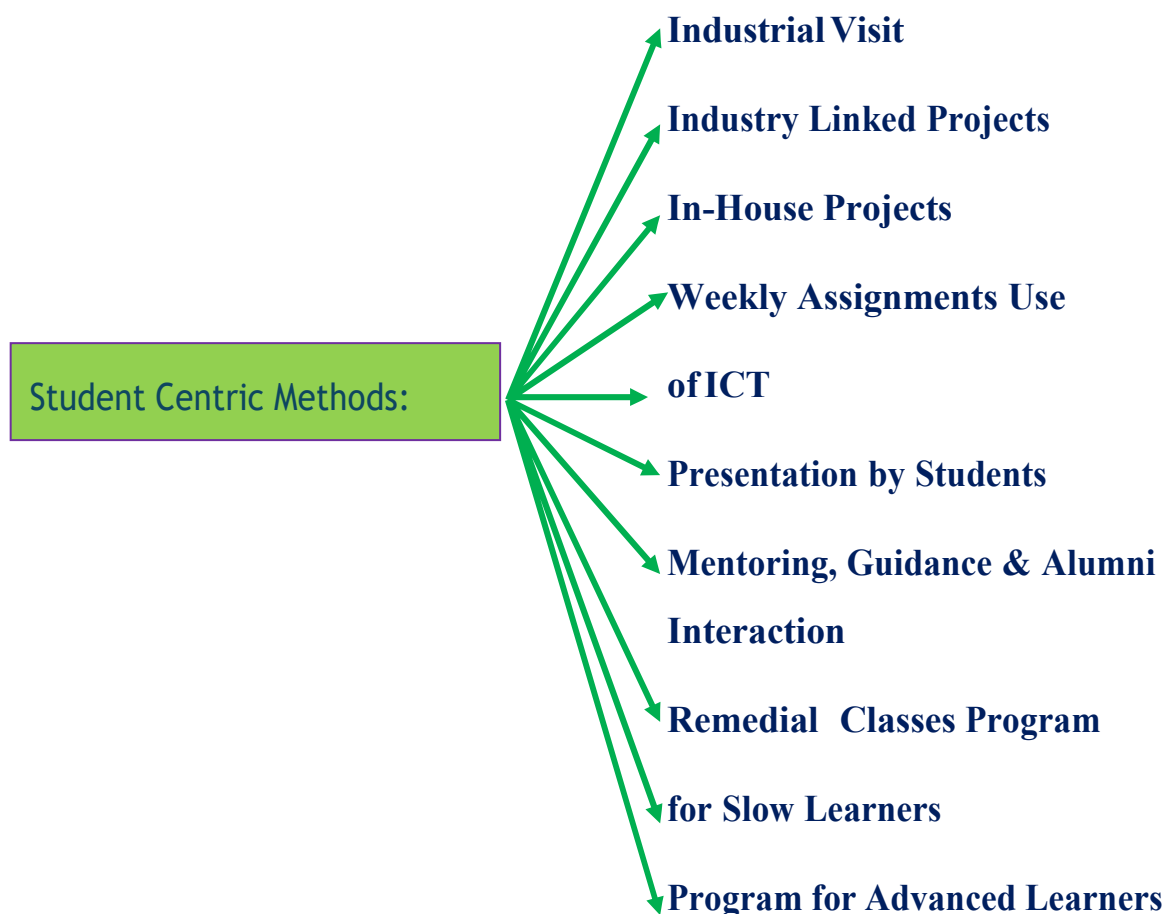 Industrial Visit
Industry Linked Projects
In-House Projects
Weekly Assignments Use
of ICT
Student Centric Methods:
Presentation by Students
Mentoring, Guidance & Alumni
Interaction
Remedial Classes Program
for Slow Learners
Program for Advanced Learners